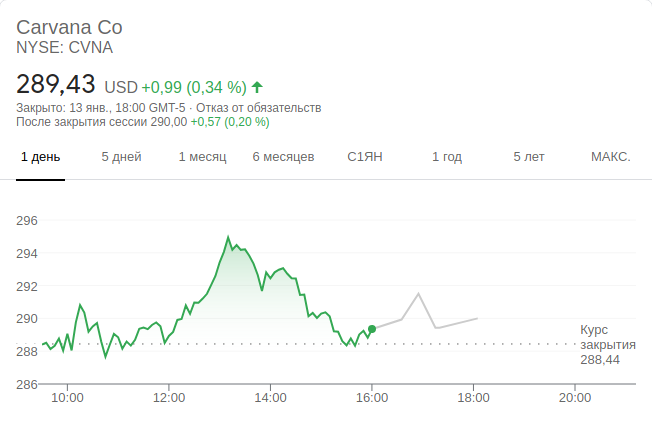 Carvana Co
NYSE: CVNA
289,43 USD +0,99 (0,34 %)
Закрыто: 13 янв., 18:00 GMT-5 · Отказ от обязательств
После закрытия сессии 290,00 +0,57 (0,20 %)
1 день 5 дней 1 месяц 6 месяцев С1ЯН 1 год 5 лет МАКС.
296
294
292
290
288
286
Курс
закрытия
288,44
10:00 12:00 14:00 16:00 18:00 20:00